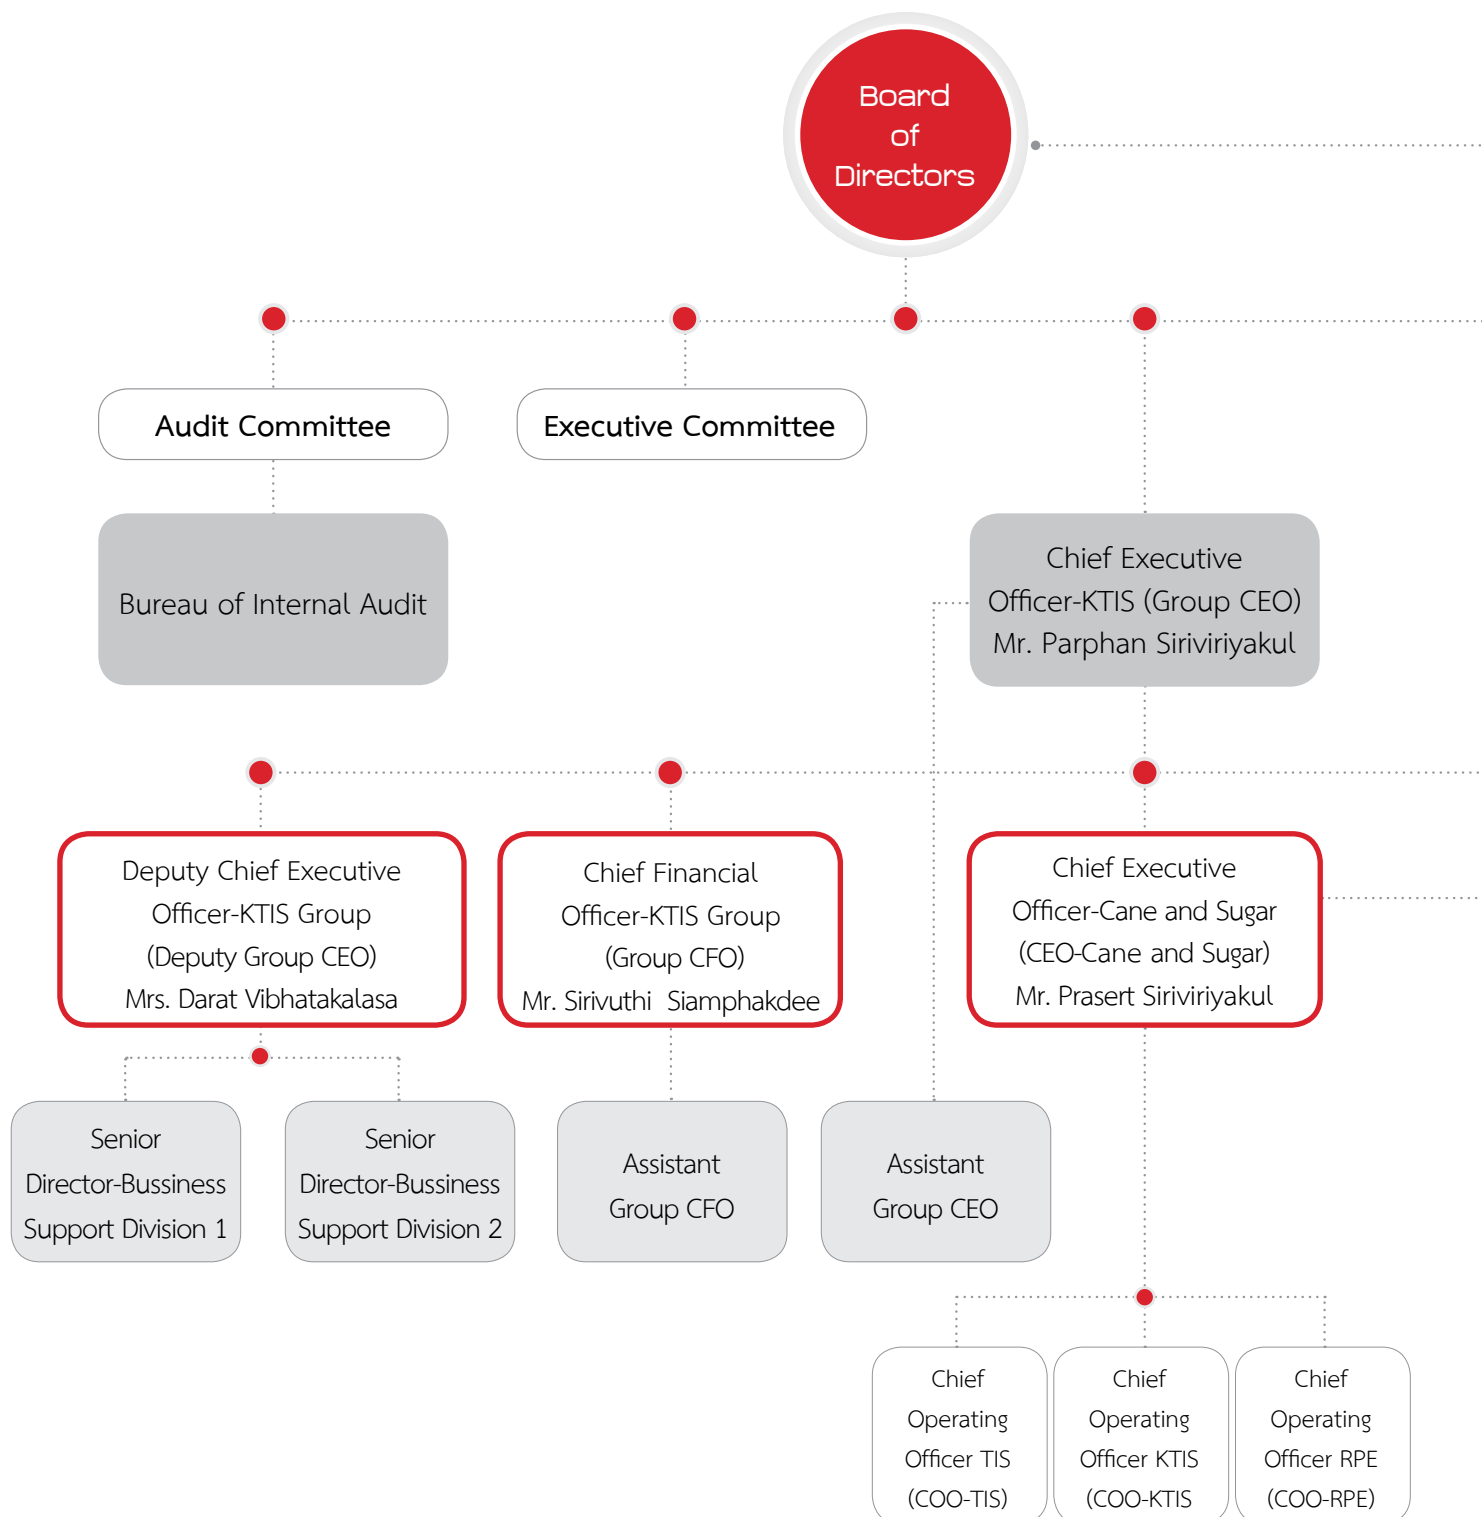 Board
of
Directors
Audit Committee
Executive Committee
Bureau of Internal Audit
Chief Executive
Officer-KTIS (Group CEO)
Mr. Parphan Siriviriyakul
Deputy Chief Executive
Officer-KTIS Group
(Deputy Group CEO)
Mrs. Darat Vibhatakalasa
Chief Financial
Officer-KTIS Group
(Group CFO)
Mr. Sirivuthi Siamphakdee
Chief Executive
Officer-Cane and Sugar
(CEO-Cane and Sugar)
Mr. Prasert Siriviriyakul
Senior
Director-Bussiness
Support Division 1
Senior
Director-Bussiness
Support Division 2
Assistant
Group CFO
Assistant
Group CEO
Chief
Operating
Officer TIS
(COO-TIS)
Chief
Operating
Officer KTIS
(COO-KTIS
Chief
Operating
Officer RPE
(COO-RPE)